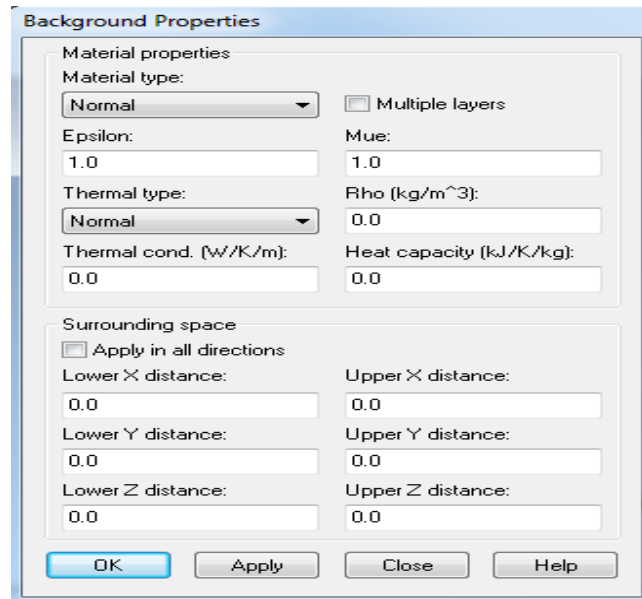 Background Properties
Material properties
Material type:
Normal
Multiple layers
Epsilon:
Mue:
1.0
1.0
Thermal type:
Rho (kg/m^3):
Normal
0.0
Thermal cond. (W/K/m):
Heat capacity (kJ/K/kg):
0.0
0.0
Surrounding space
Apply in all directions
Lower X distance:
Upper X distance:
0.0
0.0
Lower Y distance:
Upper Y distance:
0.0
0.0
Lower Z distance:
Upper Z distance:
0.0
0.0
OK
Apply
Close
Help